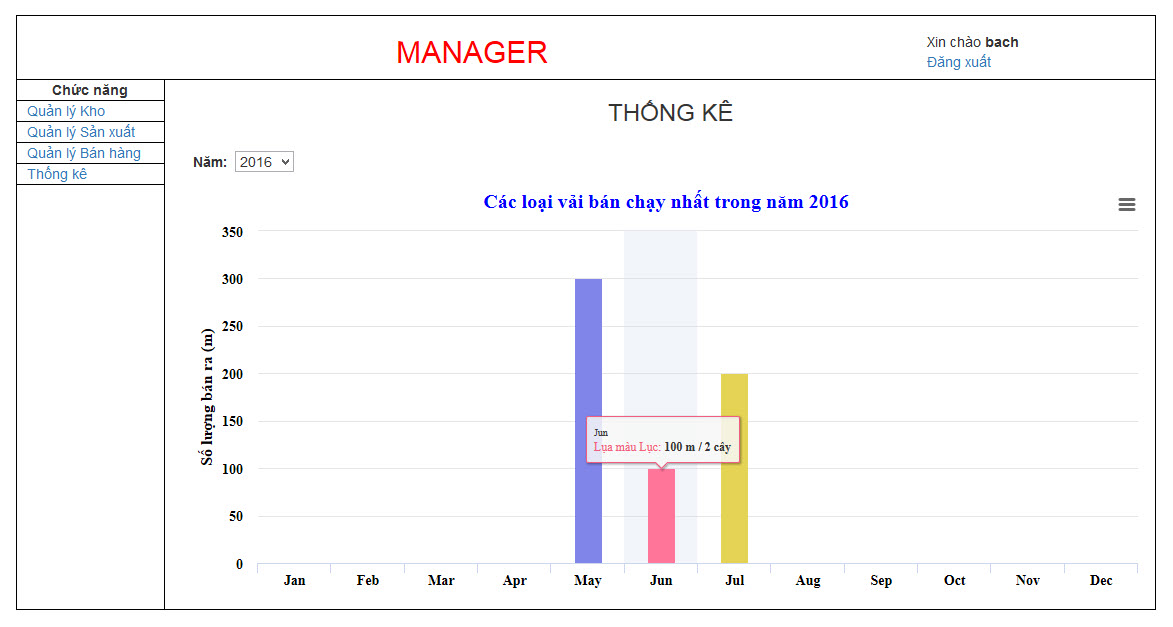 MANAGER
Xin chào bach
Đăng xuất
Chức năng
Quản lý Kho
Quản lý Sản xuất
Quản lý Bán hàng
Thống kê
THỐNG KÊ
Năm: 2016
Các loại vải bán chạy nhất trong năm 2016
Số lượng bán ra (m)
350
300
250
200
150
100
50
0
Jun
Lụa màu Lục: 100 m / 2 cây
Jan Feb Mar Apr May Jun Jul Aug Sep Oct Nov Dec